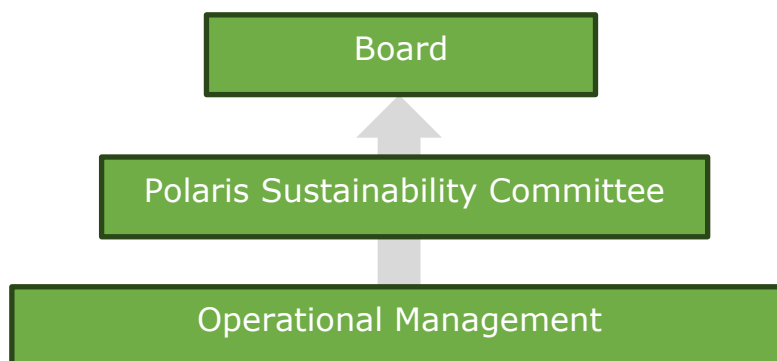 Board
Polaris Sustainability Committee
Operational Management